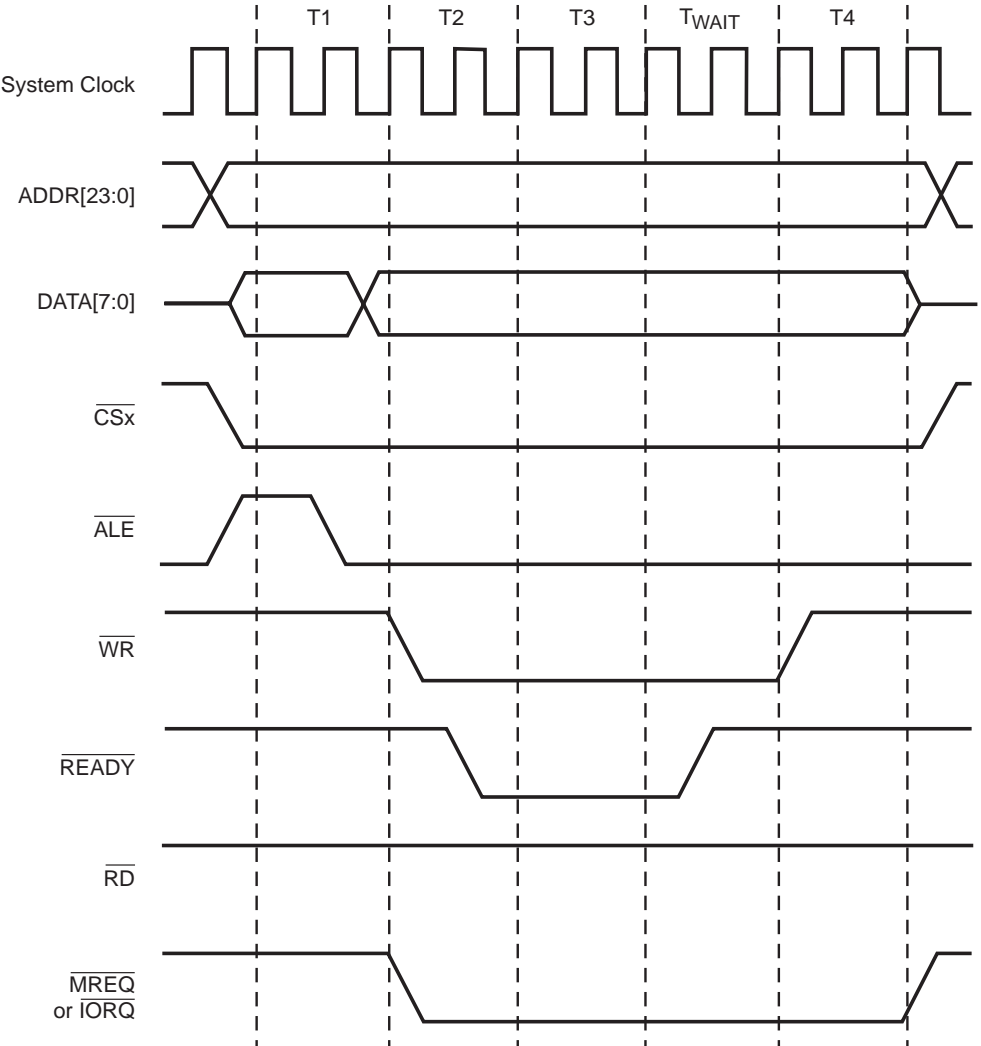 T1 T2 T3 TWAIT T4
System Clock
ADDR[23:0]
DATA[7:0]
CSx
ALE
WR
READY
RD
MREQ
or IORQ